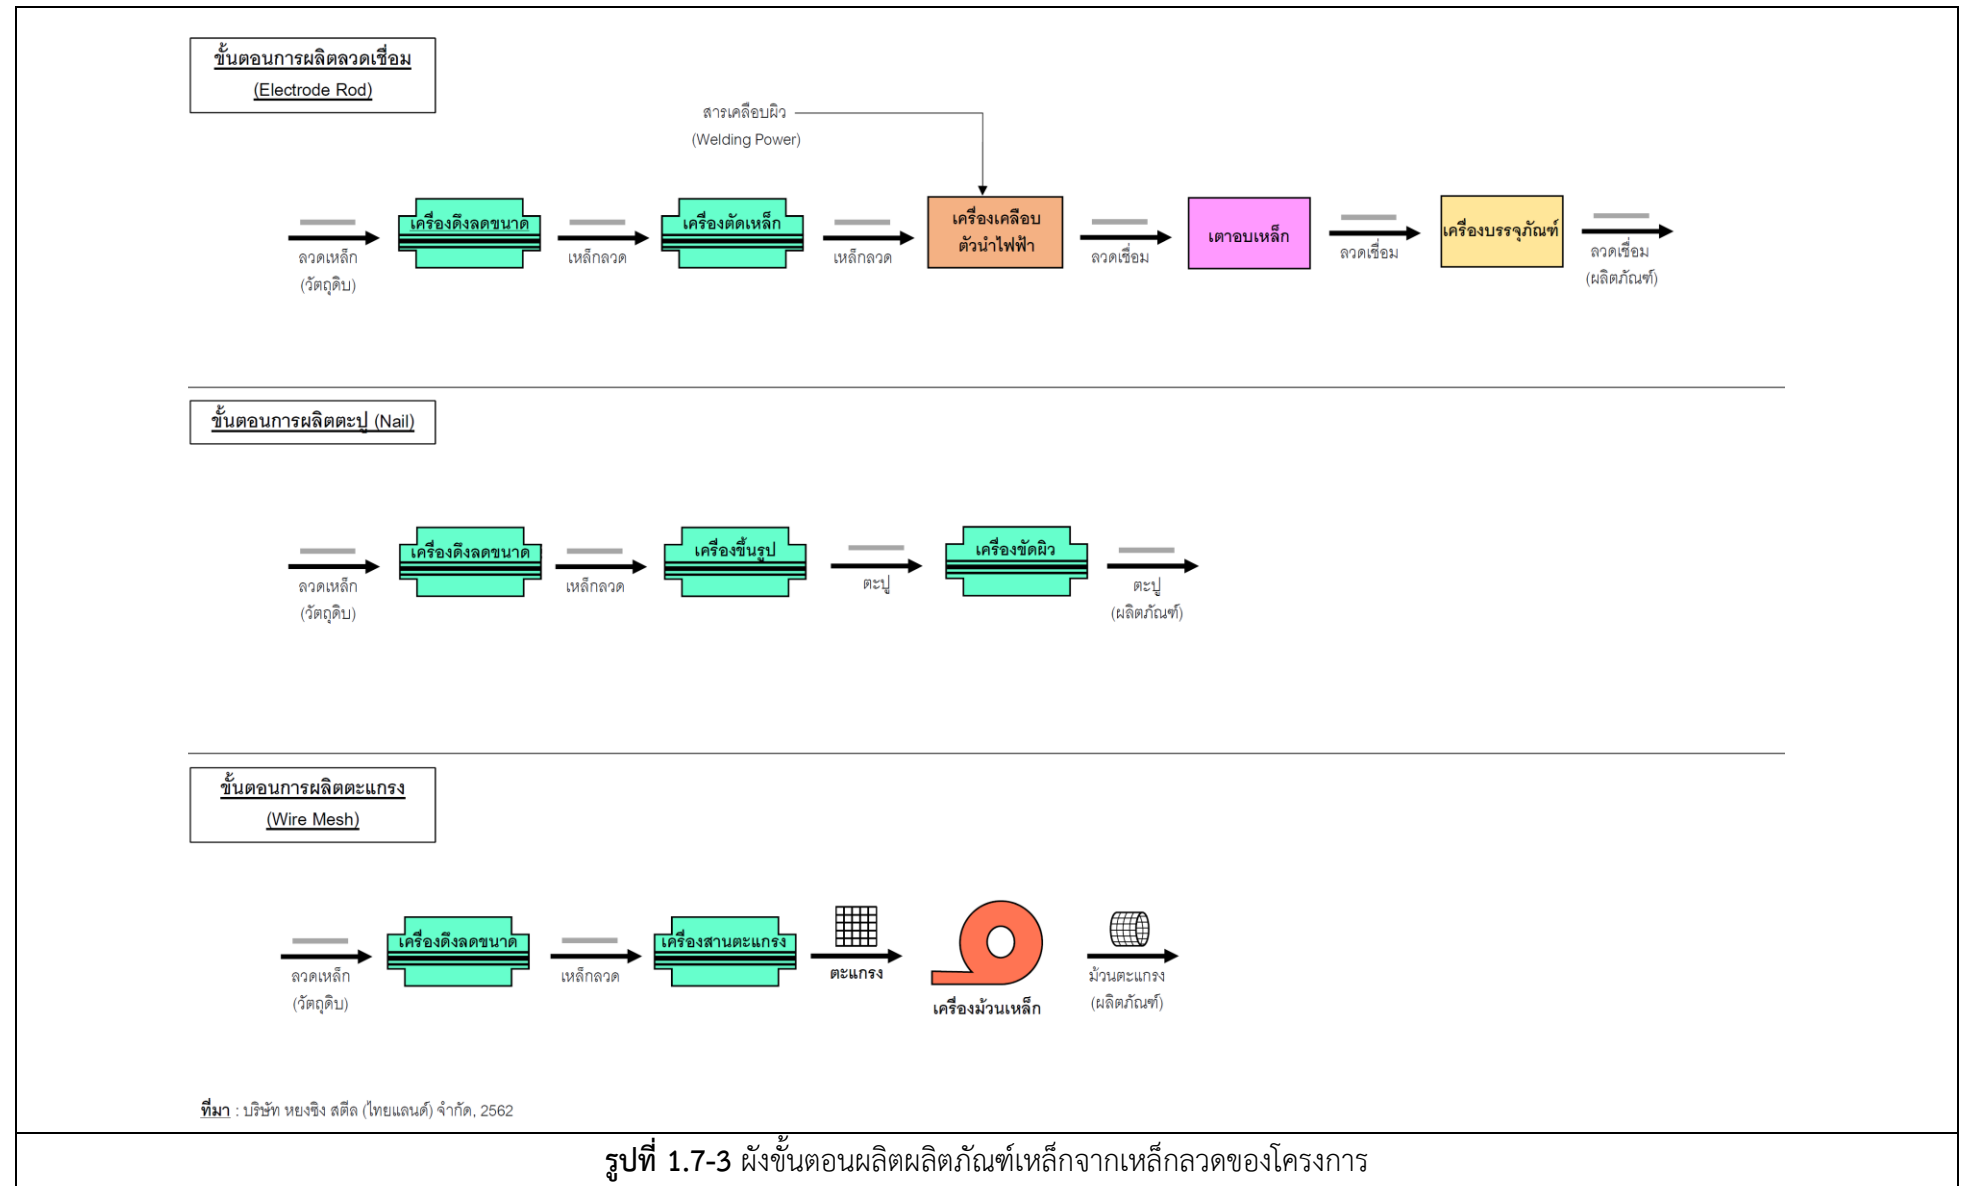 ขั้นตอนการผลิตลวดเชื่อม
(Electrode Rod)
สารเคลือบผิว
(Welding Power)
ลวดเหล็ก
(วัตถุดิบ)
เครื่องดึงลดขนาด
เหล็กลวด
เครื่องตัดเหล็ก
เหล็กลวด
เครื่องเคลือบ
ตัวนำไฟฟ้า
ลวดเชื่อม
เตาอบเหล็ก
ลวดเชื่อม
เครื่องบรรจุภัณฑ์
ลวดเชื่อม
(ผลิตภัณฑ์)
ขั้นตอนการผลิตตะปู (Nail)
ลวดเหล็ก
(วัตถุดิบ)
เครื่องดึงลดขนาด
เหล็กลวด
เครื่องขึ้นรูป
ตะปู
เครื่องขัดผิว
ตะปู
(ผลิตภัณฑ์)
ขั้นตอนการผลิตตะแกรง
(Wire Mesh)
ลวดเหล็ก
(วัตถุดิบ)
เครื่องดึงลดขนาด
เหล็กลวด
เครื่องสานตะแกรง
ตะแกรง
เครื่องม้วนเหล็ก
ม้วนตะแกรง
(ผลิตภัณฑ์)
ที่มา : บริษัท หยงซิง สตีล (ไทยแลนด์) จำกัด, 2562
รูปที่ 1.7-3 ผังขั้นตอนผลิตผลิตภัณฑ์เหล็กจากเหล็กลวดของโครงการ